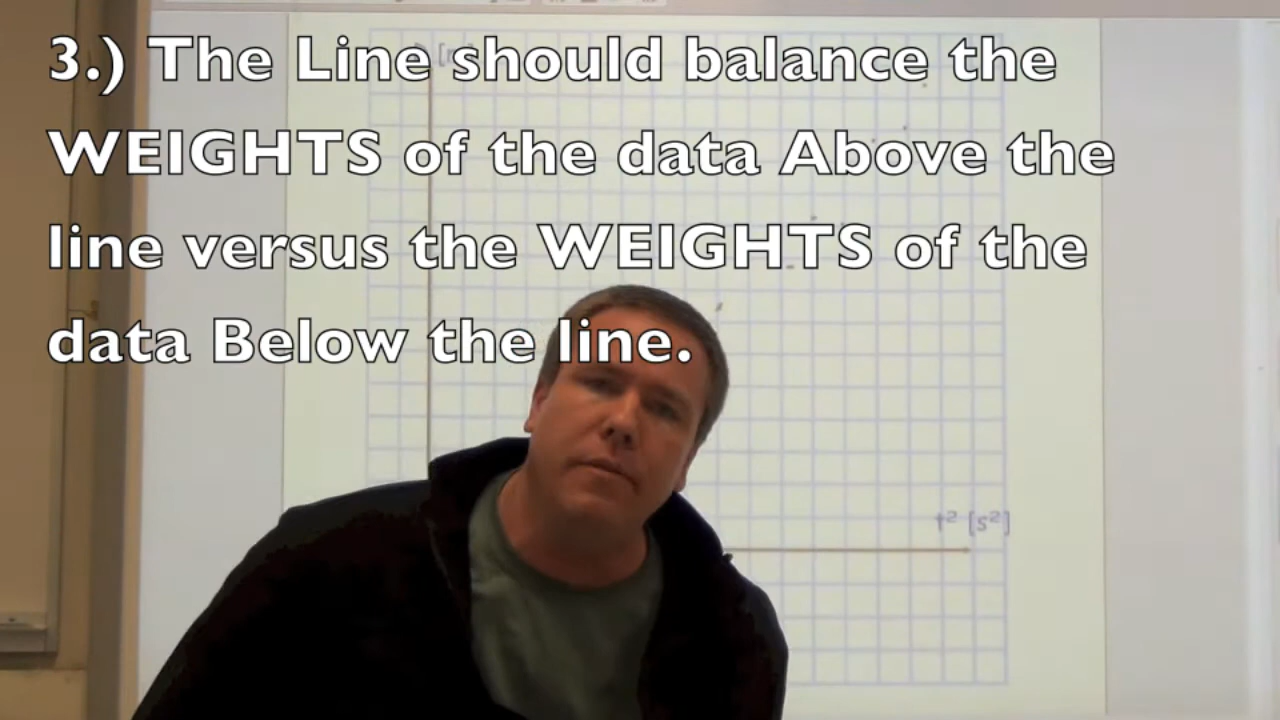 3.) The Line should balance the
WEIGHTS of the data Above the
line versus the WEIGHTS of the
data Below the line.
t² [s²]